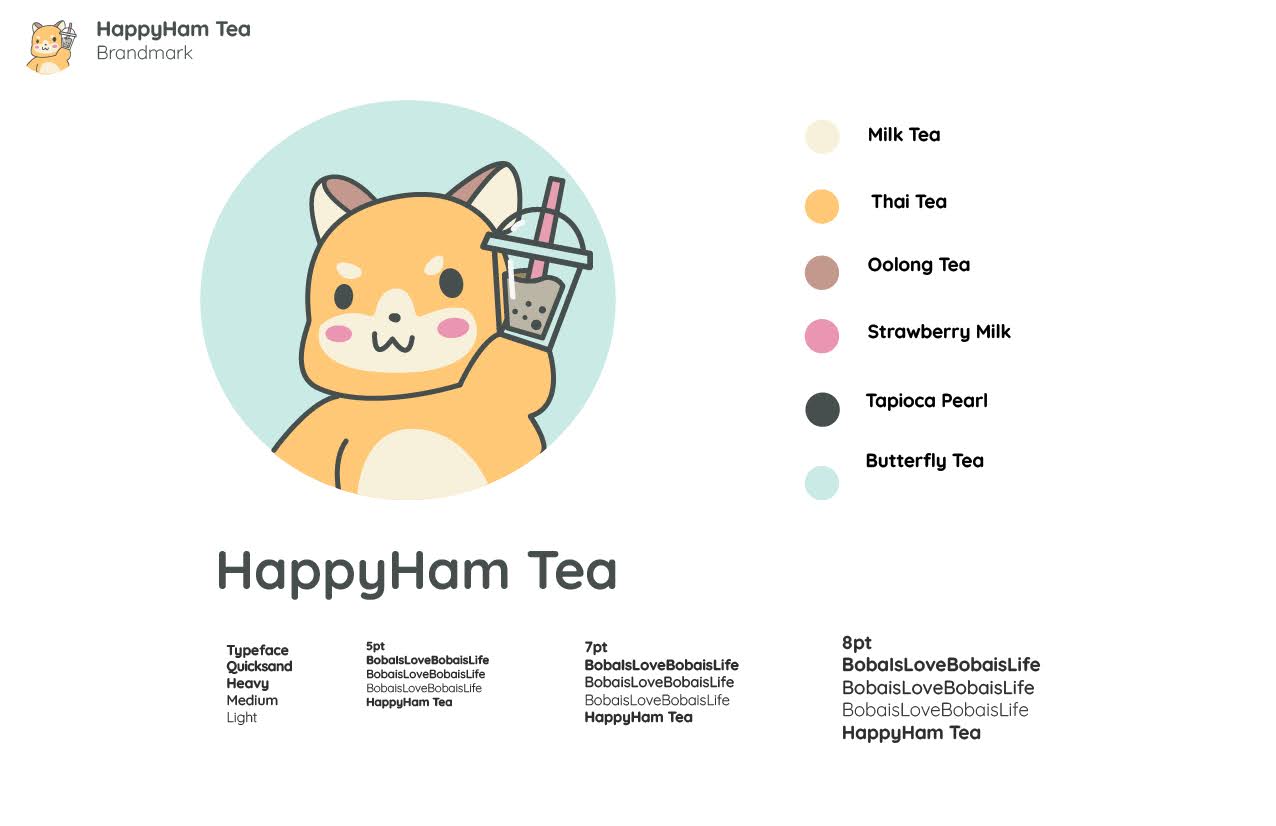 HappyHam Tea
Brandmark
Milk Tea
Thai Tea
Oolong Tea
Strawberry Milk
Tapioca Pearl
Butterfly Tea
HappyHam Tea
Typeface
Quicksand
Heavy
Medium
Light
5pt
BobaIsLoveBobaisLife
BobaisLoveBobaisLife
BobaisLoveBobaisLife
HappyHam Tea
7pt
BobaIsLoveBobaisLife
BobaisLoveBobaisLife
BobaisLoveBobaisLife
HappyHam Tea
8pt
BobaIsLoveBobaisLife
BobaisLoveBobaisLife
BobaisLoveBobaisLife
HappyHam Tea